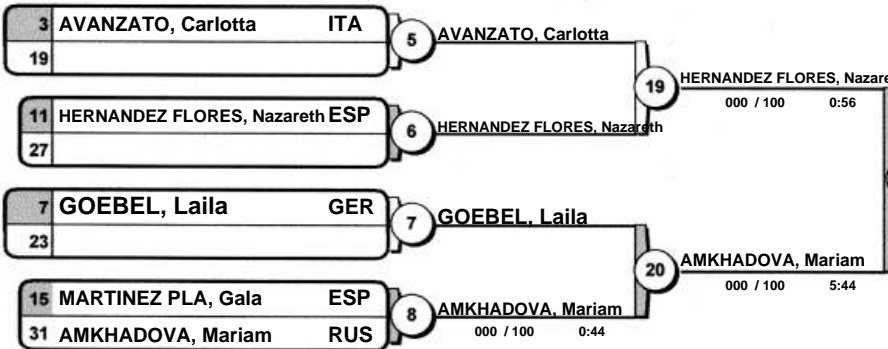 3 AVANZATO, Carlotta ITA
19
5
AVANZATO, Carlotta
11 HERNANDEZ FLORES, Nazareth ESP
27
6
HERNANDEZ FLORES, Nazareth
19
HERNANDEZ FLORES, Nazare
000 / 100 0:56
7 GOEBEL, Laila GER
23
7
GOEBEL, Laila
15 MARTINEZ PLA, Gala ESP
31 AMKHADOVA, Mariam RUS
8
AMKHADOVA, Mariam
000 / 100 0:44
20
AMKHADOVA, Mariam
000 / 100 5:44